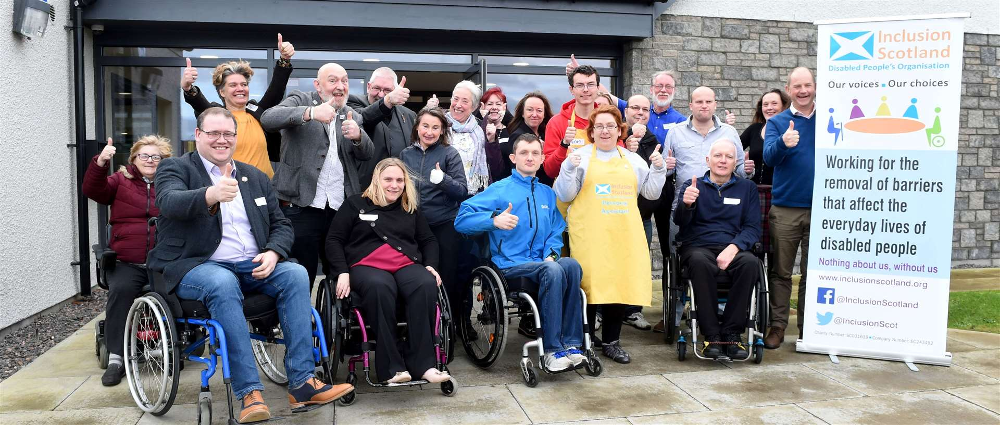 Inclusion
Scotland
Disabled People's Organisation
Our voices ▪ Our choices
Working for the
removal of barriers
that affect the
everyday lives of
disabled people
Nothing about us, without us
www.inclusionscotland.org
@InclusionScotland
@InclusionScot
Charity Number: SC031619 ▪ Company Number: SC243492
Inclusion
Scotland
Personal
Assistant